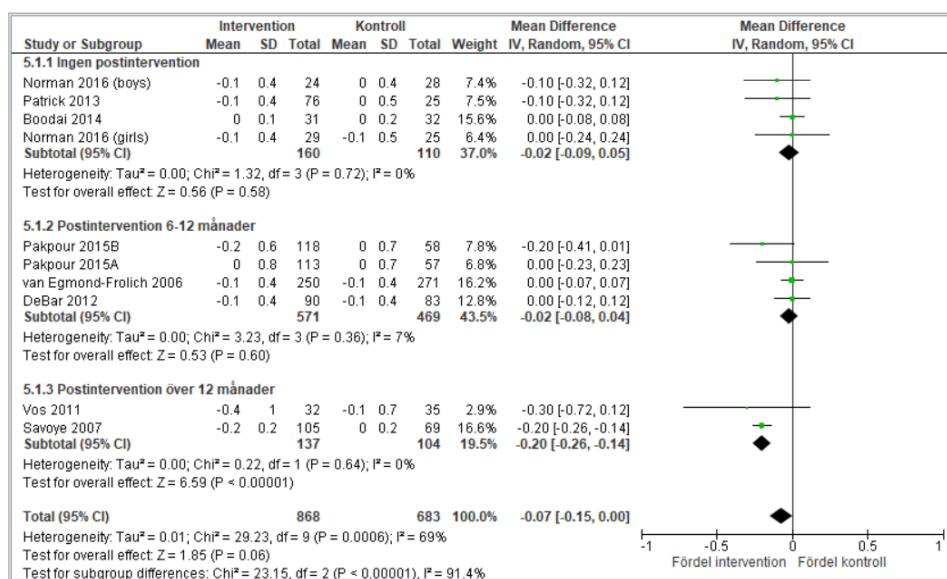 Intervention Kontroll Mean Difference Mean Difference
Study or Subgroup Mean SD Total Mean SD Total Weight IV, Random, 95% CI IV, Random, 95% CI
5.1.1 Ingen postintervention
Norman 2016 (boys) -0.1 0.4 24 0 0.4 28 7.4% -0.10 [-0.32, 0.12]
Patrick 2013 -0.1 0.4 76 0 0.5 25 7.5% -0.10 [-0.32, 0.12]
Boodai 2014 0 0.1 31 0 0.2 32 15.6% 0.00 [-0.08, 0.08]
Norman 2016 (girls) -0.1 0.4 29 -0.1 0.5 25 6.4% 0.00 [-0.24, 0.24]
Subtotal (95% CI) 160 110 37.0% -0.02 [-0.09, 0.05]
Heterogeneity: Tau² = 0.00; Chi² = 1.32, df = 3 (P = 0.72); I² = 0%
Test for overall effect: Z = 0.56 (P = 0.58)
5.1.2 Postintervention 6-12 månader
Pakpour 2015B -0.2 0.6 118 0 0.7 58 7.8% -0.20 [-0.41, 0.01]
Pakpour 2015A 0 0.8 113 0 0.7 57 6.8% 0.00 [-0.23, 0.23]
van Egmond-Frolich 2006 -0.1 0.4 250 -0.1 0.4 271 16.2% 0.00 [-0.07, 0.07]
DeBar 2012 -0.1 0.4 90 -0.1 0.4 83 12.8% 0.00 [-0.12, 0.12]
Subtotal (95% CI) 571 469 43.5% -0.02 [-0.08, 0.04]
Heterogeneity: Tau² = 0.00; Chi² = 3.23, df = 3 (P = 0.36); I² = 7%
Test for overall effect: Z = 0.53 (P = 0.60)
5.1.3 Postintervention över 12 månader
Vos 2011 -0.4 1 32 -0.1 0.7 35 2.9% -0.30 [-0.72, 0.12]
Savoye 2007 -0.2 0.2 105 0 0.2 69 16.6% -0.20 [-0.26, -0.14]
Subtotal (95% CI) 137 104 19.5% -0.20 [-0.26, -0.14]
Heterogeneity: Tau² = 0.00; Chi² = 0.22, df = 1 (P = 0.64); I² = 0%
Test for overall effect: Z = 6.59 (P < 0.00001)
Total (95% CI) 868 683 100.0% -0.07 [-0.15, 0.00]
Heterogeneity: Tau² = 0.01; Chi² = 29.23, df = 9 (P = 0.0006); I² = 69%
Test for overall effect: Z = 1.85 (P = 0.06)
Test for subgroup differences: Chi² = 23.15, df = 2 (P < 0.00001), I² = 91.4%
-1 -0.5 0 0.5 1
Fördel intervention Fördel kontroll